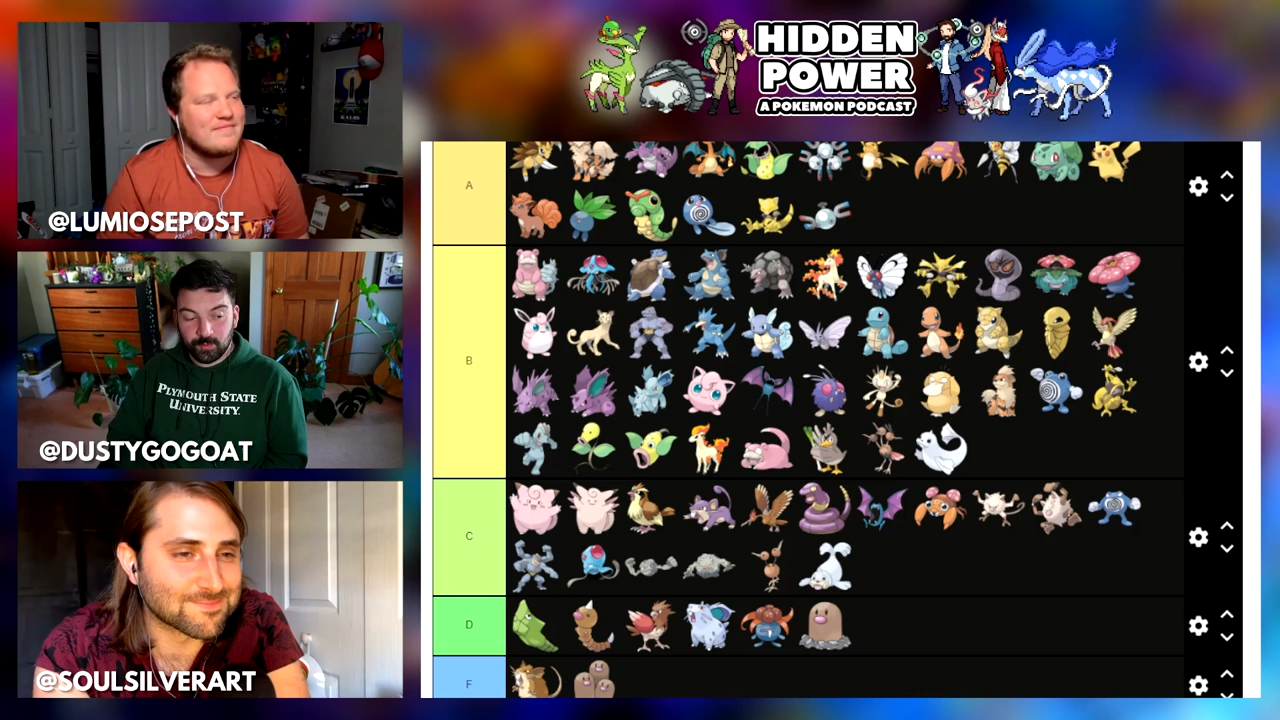 HIDDEN
POWER
A POKEMON PODCAST
@LUMIOSEPOST
PLYMOUTH STATE
UNIVERSITY.
@DUSTYGOGOAT
@SOULSILVERART
A
B
C
D
F